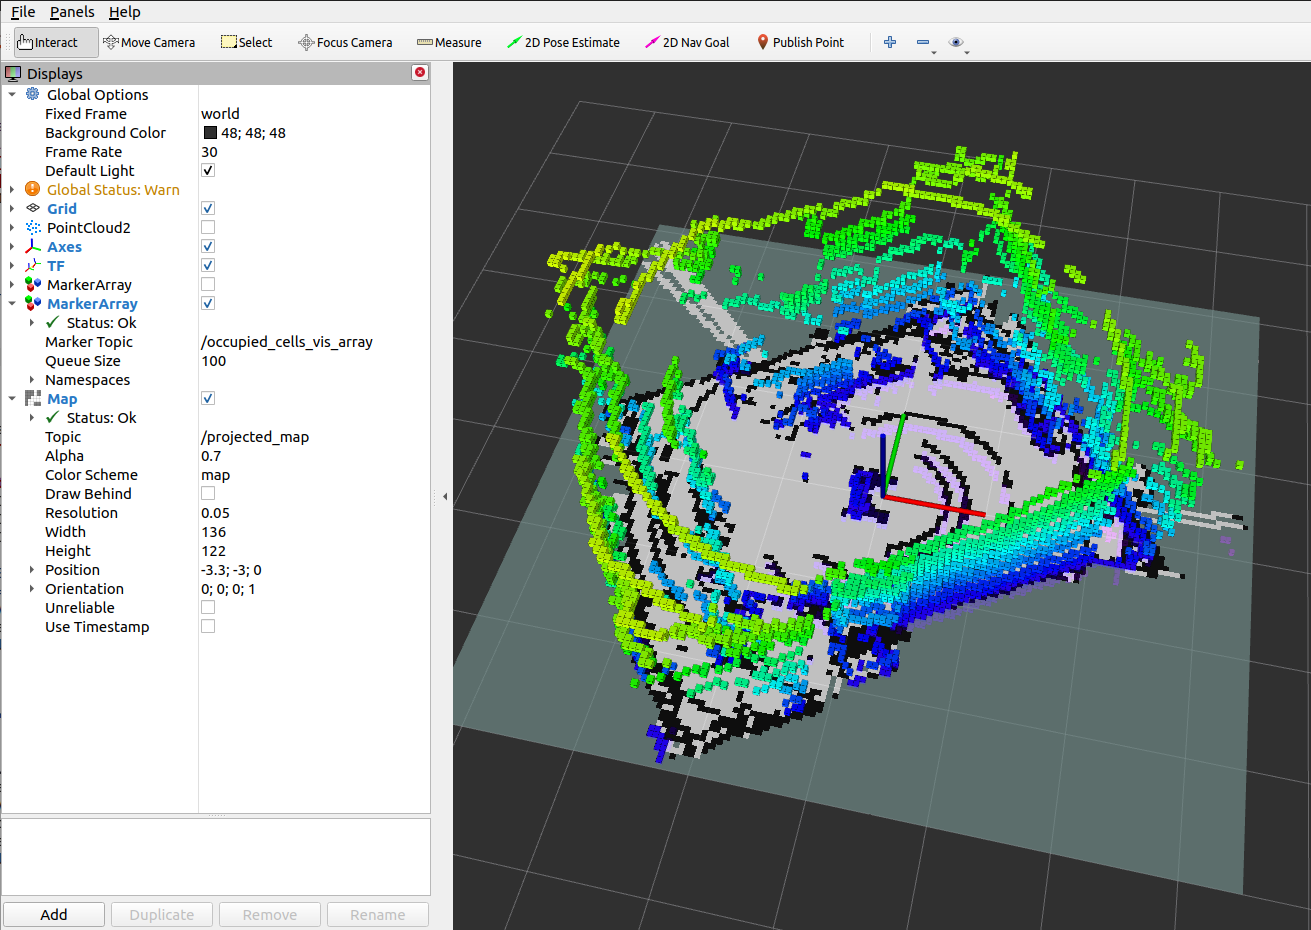 File Panels Help
Interact Move Camera Select Focus Camera Measure 2D Pose Estimate 2D Nav Goal Publish Point
Displays
Global Options
Fixed Frame world
Background Color 48; 48; 48
Frame Rate 30
Default Light
Global Status: Warn
Grid
PointCloud2
Axes
TF
MarkerArray
MarkerArray
Status: Ok
Marker Topic /occupied_cells_vis_array
Queue Size 100
Namespaces
Map
Status: Ok
Topic /projected_map
Alpha 0.7
Color Scheme map
Draw Behind
Resolution 0.05
Width 136
Height 122
Position -3.3; -3; 0
Orientation 0; 0; 0; 1
Unreliable
Use Timestamp
Add Duplicate Remove Rename